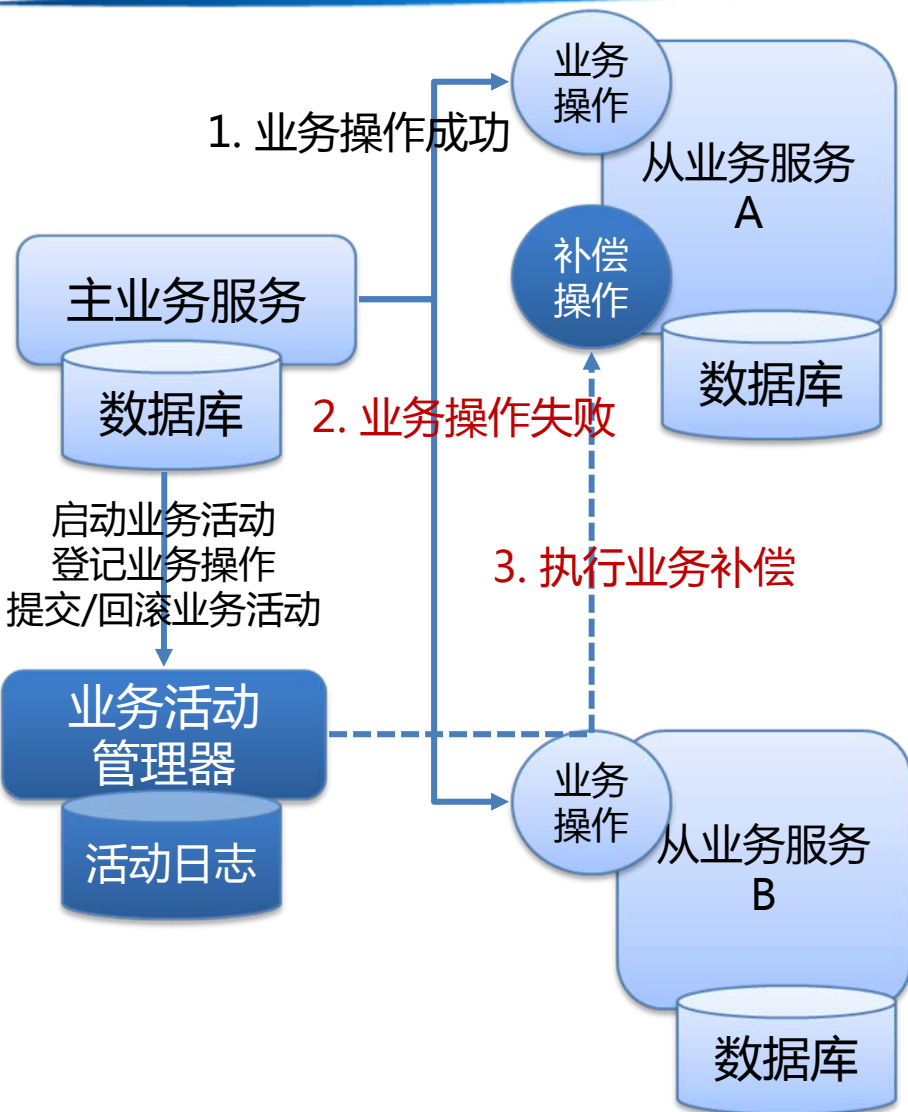 业务
操作
1. 业务操作成功
从业务服务
A
补偿
操作
主业务服务
数据库
数据库
2. 业务操作失败
启动业务活动
登记业务操作
提交/回滚业务活动
3. 执行业务补偿
业务活动
管理器
活动日志
业务
操作
从业务服务
B
数据库